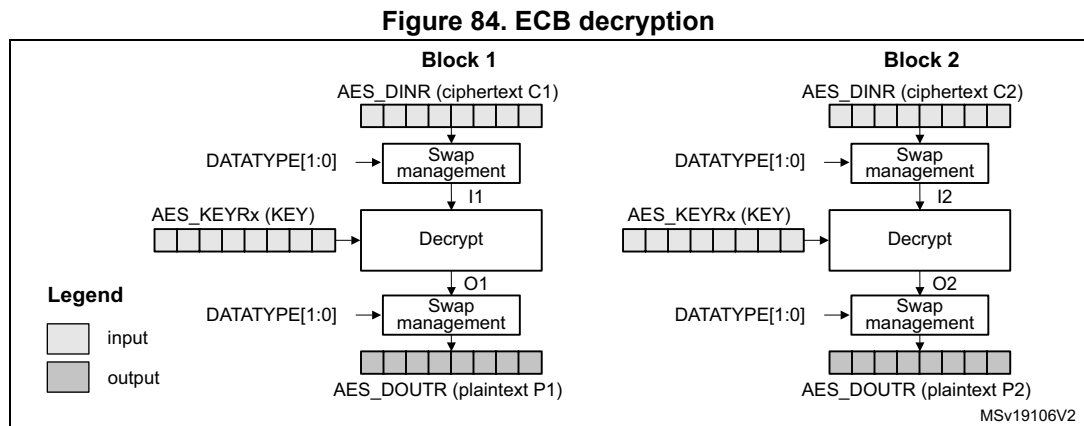 Figure 84. ECB decryption
Block 1
AES_DINR (ciphertext C1)
DATATYPE[1:0]
Swap
management
I1
AES_KEYRx (KEY)
Decrypt
O1
DATATYPE[1:0]
Swap
management
AES_DOUTR (plaintext P1)
Block 2
AES_DINR (ciphertext C2)
DATATYPE[1:0]
Swap
management
I2
AES_KEYRx (KEY)
Decrypt
O2
DATATYPE[1:0]
Swap
management
AES_DOUTR (plaintext P2)
Legend
input
output
MSv19106V2